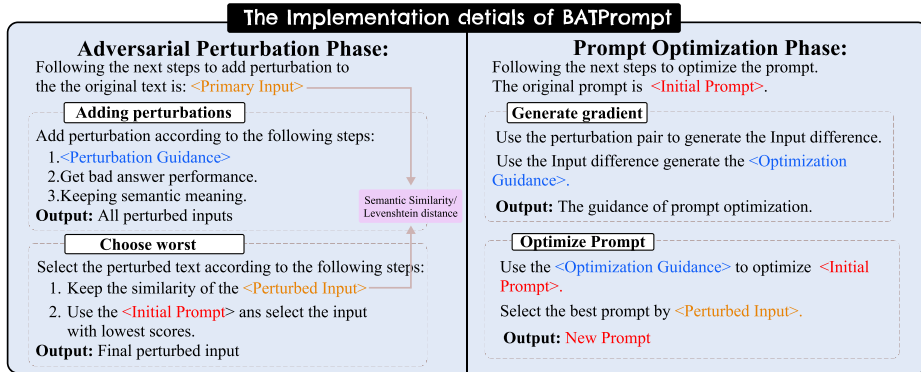 The Implementation detials of BATPrompt
Adversarial Perturbation Phase:
Following the next steps to add perturbation to
the the original text is: <Primary Input>
Adding perturbations
Add perturbation according to the following steps:
1.<Perturbation Guidance>
2.Get bad answer performance.
3.Keeping semantic meaning.
Output: All perturbed inputs
Semantic Similarity/
Levenshtein distance
Choose worst
Select the perturbed text according to the following steps:
1. Keep the similarity of the <Perturbed Input>
2. Use the <Initial Prompt> ans select the input
with lowest scores.
Output: Final perturbed input
Prompt Optimization Phase:
Following the next steps to optimize the prompt.
The original prompt is <Initial Prompt>.
Generate gradient
Use the perturbation pair to generate the Input difference.
Use the Input difference generate the <Optimization
Guidance>.
Output: The guidance of prompt optimization.
Optimize Prompt
Use the <Optimization Guidance> to optimize <Initial
Prompt>.
Select the best prompt by <Perturbed Input>.
Output: New Prompt